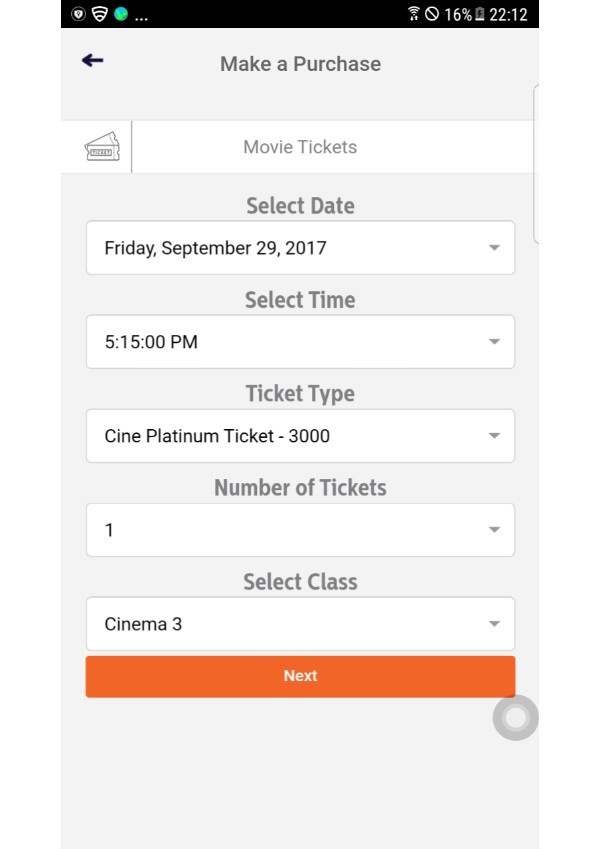 ... 16% 22:12
Make a Purchase
TICKET
Movie Tickets
Select Date
Friday, September 29, 2017
Select Time
5:15:00 PM
Ticket Type
Cine Platinum Ticket - 3000
Number of Tickets
1
Select Class
Cinema 3
Next